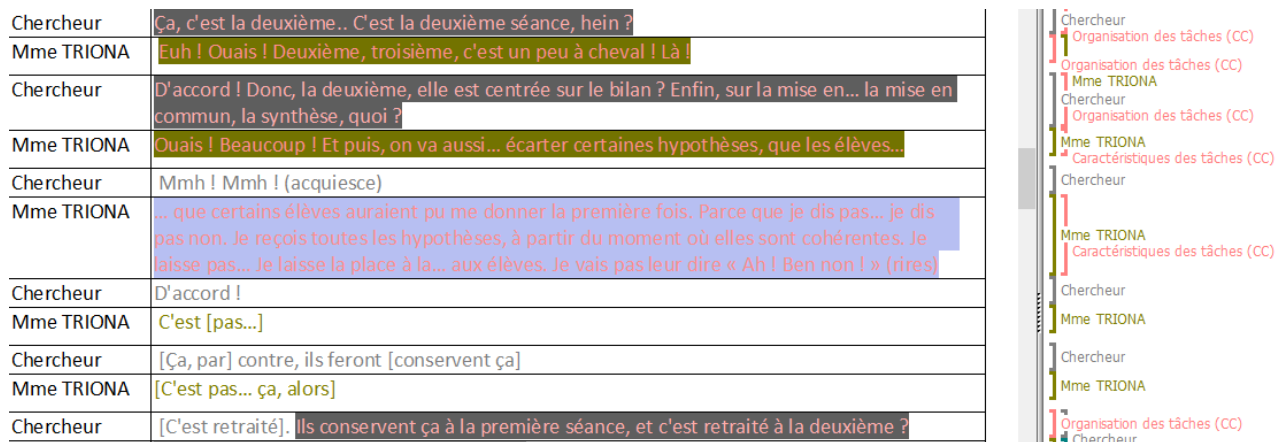 Chercheur Ça, c'est la deuxième.. C'est la deuxième séance, hein ?
Mme TRIONA Euh ! Ouais ! Deuxième, troisième, c'est un peu à cheval ! Là !
Chercheur D'accord ! Donc, la deuxième, elle est centrée sur le bilan ? Enfin, sur la mise en... la mise en
commun, la synthèse, quoi ?
Mme TRIONA Ouais ! Beaucoup ! Et puis, on va aussi... écarter certaines hypothèses, que les élèves...
Chercheur Mmh ! Mmh ! (acquiesce)
Mme TRIONA ... que certains élèves auraient pu me donner la première fois. Parce que je dis pas... je dis
pas non. Je reçois toutes les hypothèses, à partir du moment où elles sont cohérentes. Je
laisse pas... Je laisse la place à la... aux élèves. Je vais pas leur dire « Ah ! Ben non ! » (rires)
Chercheur D'accord !
Mme TRIONA C'est [pas...]
Chercheur [Ça, par] contre, ils feront [conservent ça]
Mme TRIONA [C'est pas... ça, alors]
Chercheur [C'est retraité]. Ils conservent ça à la première séance, et c'est retraité à la deuxième ?
Chercheur
Organisation des tâches (CC)
Organisation des tâches (CC)
Mme TRIONA
Chercheur
Organisation des tâches (CC)
Mme TRIONA
Caractéristiques des tâches (CC)
Chercheur
Mme TRIONA
Caractéristiques des tâches (CC)
Chercheur
Mme TRIONA
Chercheur
Mme TRIONA
Organisation des tâches (CC)
Chercheur